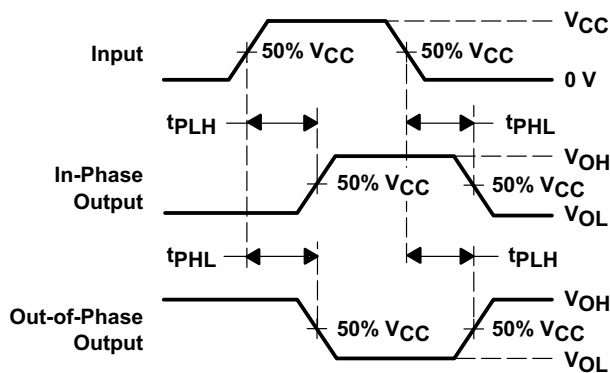 VCC
Input
50% VCC
50% VCC
0 V
tPLH
tPHL
In-Phase
Output
VOH
50% VCC
50% VCC
VOL
tPHL
tPLH
Out-of-Phase
Output
VOH
50% VCC
50% VCC
VOL